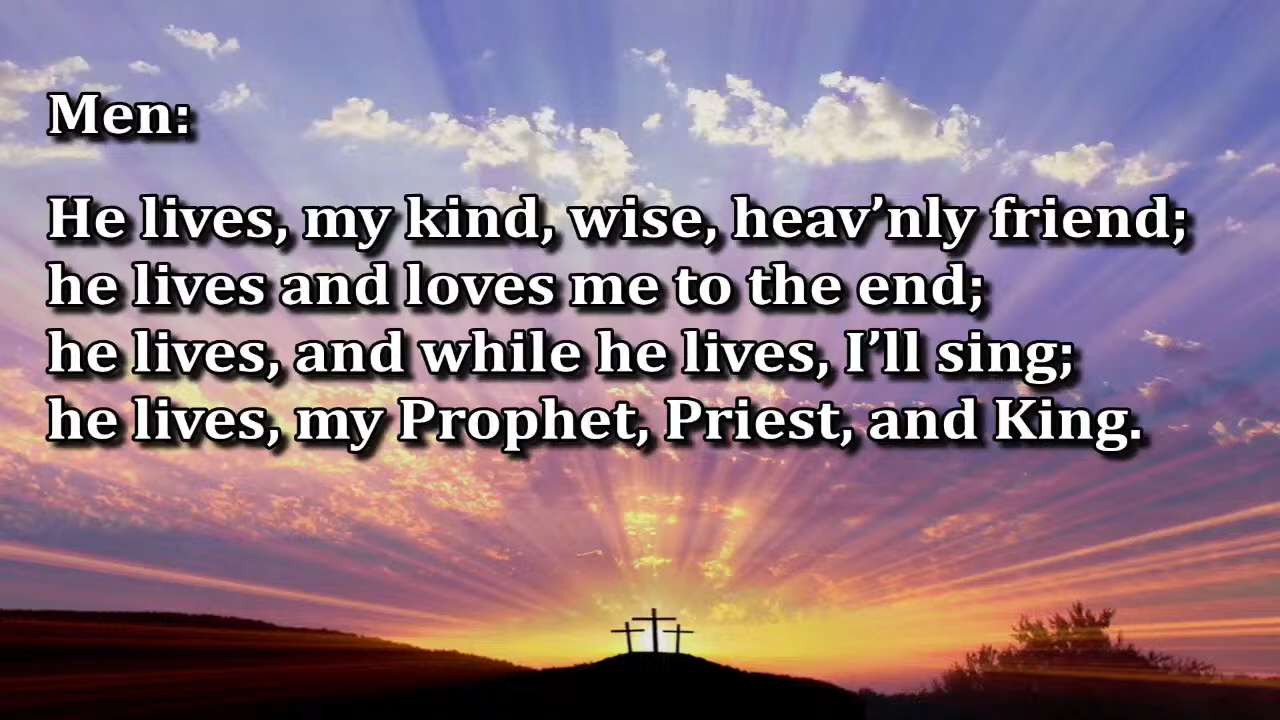 Men:
He lives, my kind, wise, heav’nly friend;
he lives and loves me to the end;
he lives, and while he lives, I’ll sing;
he lives, my Prophet, Priest, and King.